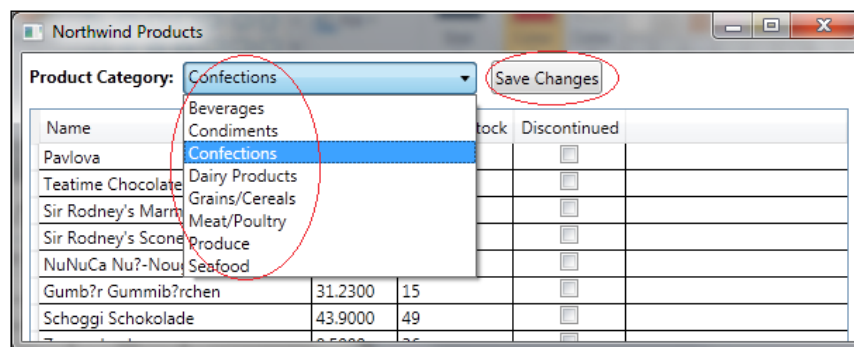 Northwind Products
Product Category: Confections Save Changes
Beverages
Name Condiments tock Discontinued
Pavlova Confections
Teatime Chocolate Dairy Products
Grains/Cereals
Sir Rodney's Marm Meat/Poultry
Sir Rodney's Scone Produce
NuNuCa Nu?-Noug Seafood
Gumb?r Gummib?rchen 31.2300 15
Schoggi Schokolade 43.9000 49